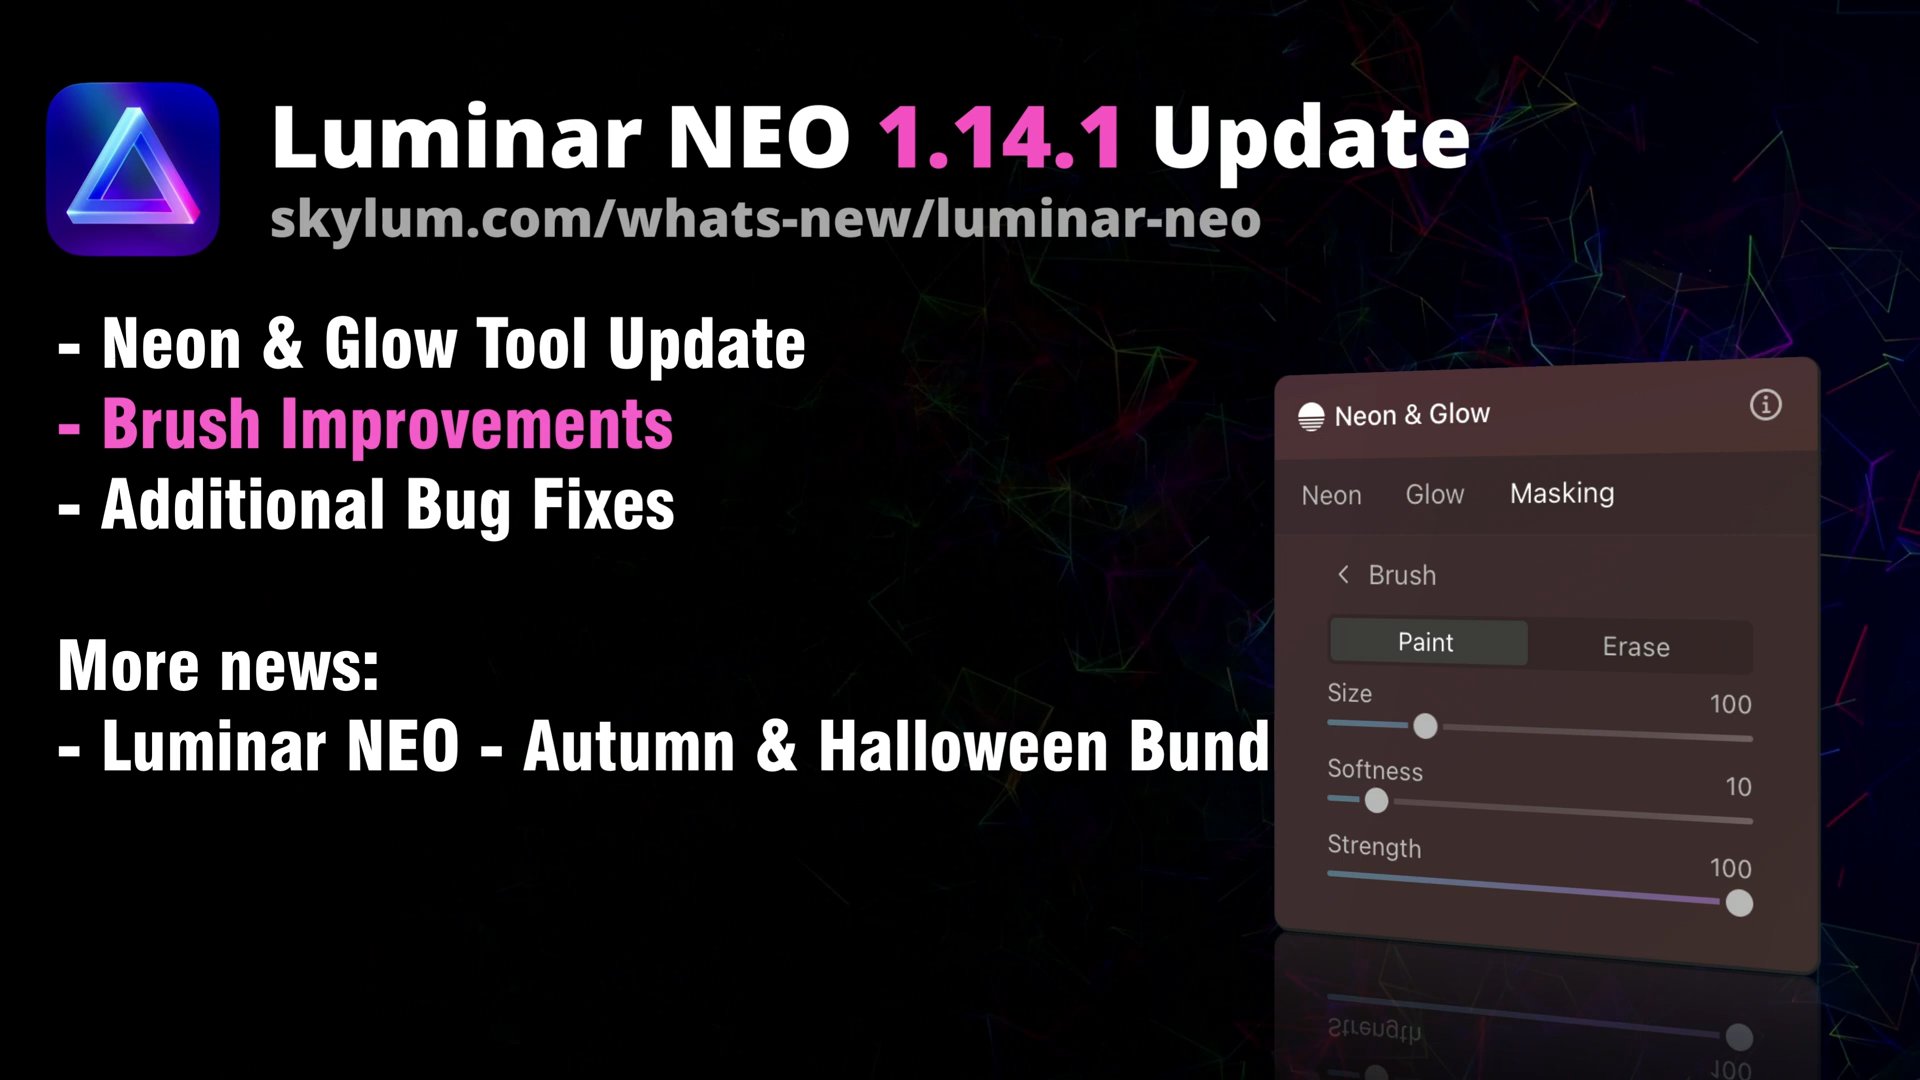 Luminar NEO 1.14.1 Update
skylum.com/whats-new/luminar-neo
- Neon & Glow Tool Update
- Brush Improvements
- Additional Bug Fixes
More news:
- Luminar NEO - Autumn & Halloween Bund
Neon & Glow
Neon Glow Masking
Brush
Paint Erase
Size 100
Softness 10
Strength 100
Strength
100